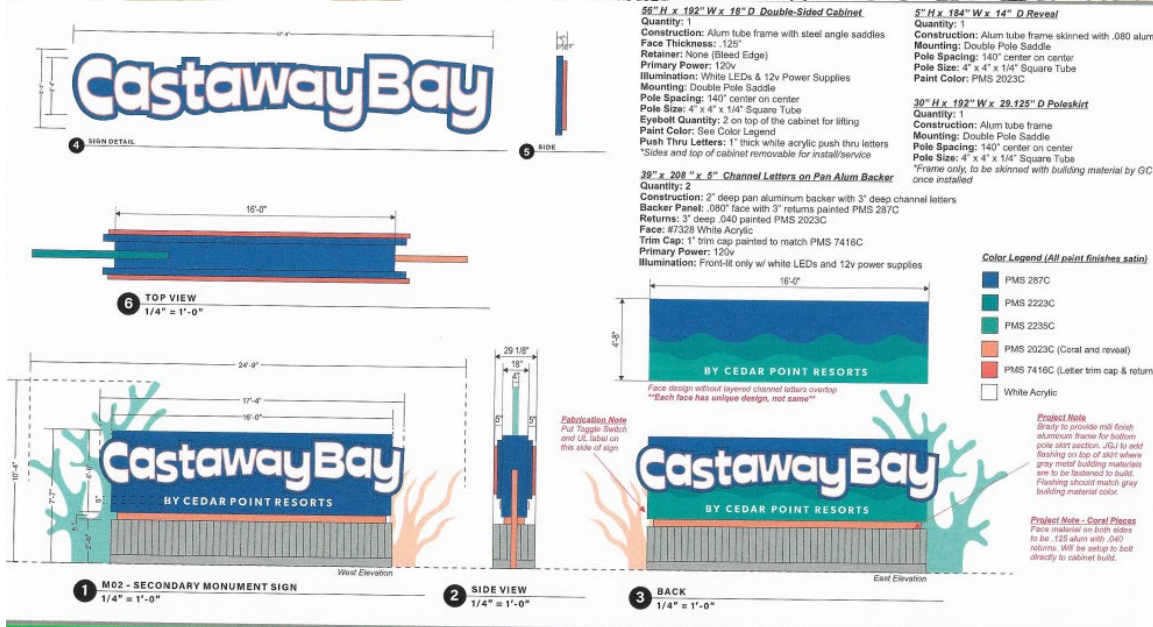 56" H x 192" W x 18" D Double-Sided Cabinet
Quantity: 1
Construction: Alum tube frame with steel angle saddles
Face Thickness: .125"
Retainer: None (Bleed Edge)
Primary Power: 120v
Illumination: White LEDs & 12v Power Supplies
Mounting: Double Pole Saddle
Pole Spacing: 140" center on center
Pole Size: 4" x 4" x 1/4" Square Tube
Eyebolt Quantity: 2 on top of the cabinet for lifting
Paint Color: See Color Legend
Push Thru Letters: 1" thick white acrylic push thru letters
*Sides and top of cabinet removable for install/service
39" x 208 " x 5" Channel Letters on Pan Alum Backer
Quantity: 2
Construction: 2" deep pan aluminum backer with 3" deep channel letters
Backer Panel: .080" face with 3" returns painted PMS 287C
Returns: 3" deep .040 painted PMS 2023C
Face: #7328 White Acrylic
Trim Cap: 1" trim cap painted to match PMS 7416C
Primary Power: 120v
Illumination: Front-lit only w/ white LEDs and 12v power supplies
5" H x 184" W x 14" D Reveal
Quantity: 1
Construction: Alum tube frame skinned with .080 alum
Mounting: Double Pole Saddle
Pole Spacing: 140" center on center
Pole Size: 4" x 4" x 1/4" Square Tube
Paint Color: PMS 2023C
30" H x 192" W x 29.125" D Poleskirt
Quantity: 1
Construction: Alum tube frame
Mounting: Double Pole Saddle
Pole Spacing: 140" center on center
Pole Size: 4" x 4" x 1/4" Square Tube
*Frame only, to be skinned with building material by GC
once installed
Castaway Bay
4 SIGN DETAIL
5 SIDE
16'-0"
6 TOP VIEW
1/4" = 1'-0"
Color Legend (All paint finishes satin)
PMS 287C
PMS 2223C
PMS 2235C
PMS 2023C (Coral and reveal)
PMS 7416C (Letter trim cap & return
White Acrylic
16'-0"
4'-8"
BY CEDAR POINT RESORTS
Face design without layered channel letters overtop
**Each face has unique design, not same**
24'-9"
17'-4"
16'-0"
10'-4"
7'-7"
5"
2'-6"
Castaway Bay
BY CEDAR POINT RESORTS
West Elevation
1 M02 - SECONDARY MONUMENT SIGN
1/4" = 1'-0"
29 1/8"
18"
4"
5"
5"
2 SIDE VIEW
1/4" = 1'-0"
Fabrication Note
Put Toggle Switch
and UL label on
this side of sign
Castaway Bay
BY CEDAR POINT RESORTS
East Elevation
3 BACK
1/4" = 1'-0"
Project Note
Brady to provide mill finish
aluminum frame for bottom
pole skirt section. JGJ to add
flashing on top of skirt where
gray metal building materials
are to be fastened to build.
Flashing should match gray
building material color.
Project Note - Coral Pieces
Face material on both sides
to be .125 alum with .040
returns. Will be setup to bolt
directly to cabinet build.